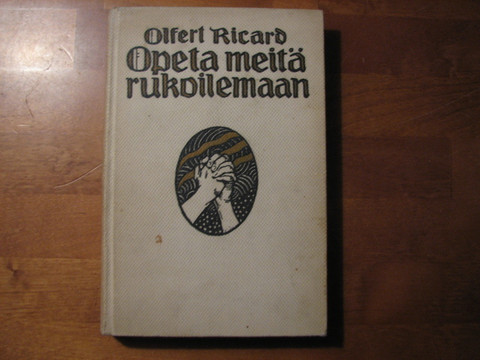 Olfert Ricard
Opeta meitä
rukoilemaan